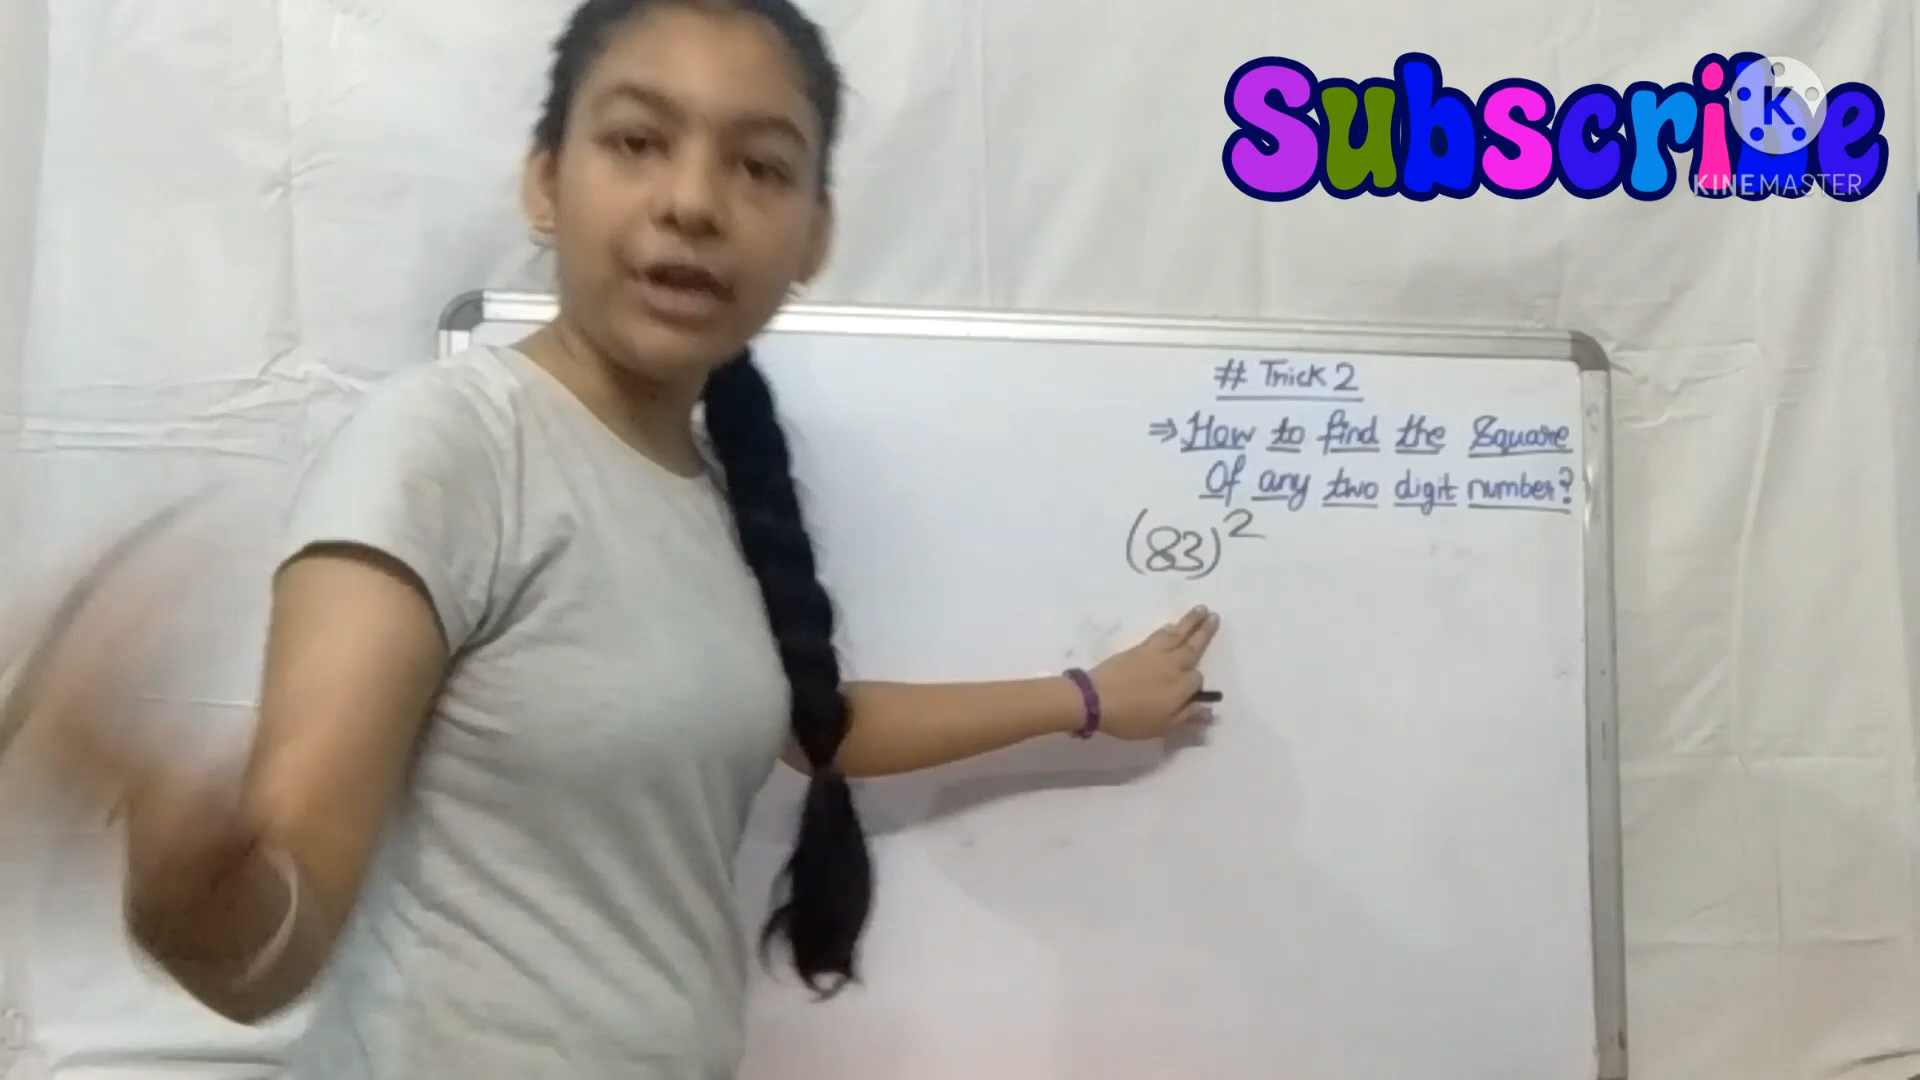 Subscribe
K
KINEMASTER
# Trick 2
⇒ How to find the Square
Of any two digit number?
(83)²